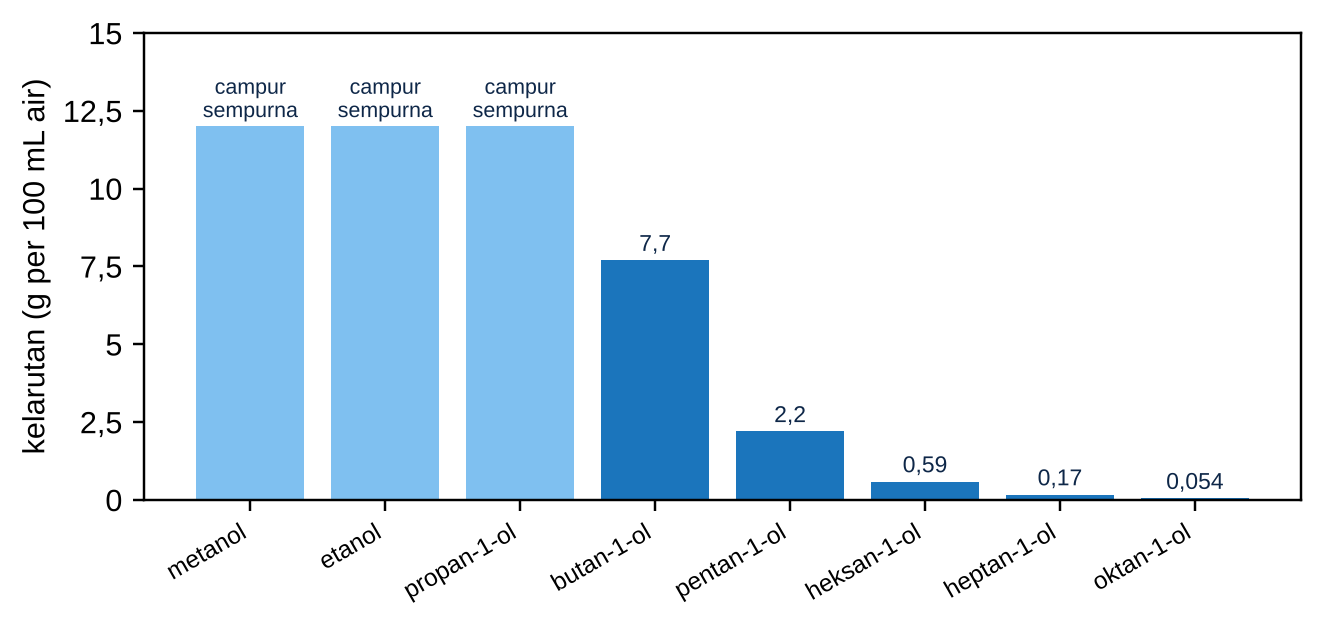 kelarutan (g per 100 mL air)
15
12,5
10
7,5
5
2,5
0
campur
sempurna
campur
sempurna
campur
sempurna
7,7
2,2
0,59
0,17
0,054
metanol
etanol
propan-1-ol
butan-1-ol
pentan-1-ol
heksan-1-ol
heptan-1-ol
oktan-1-ol